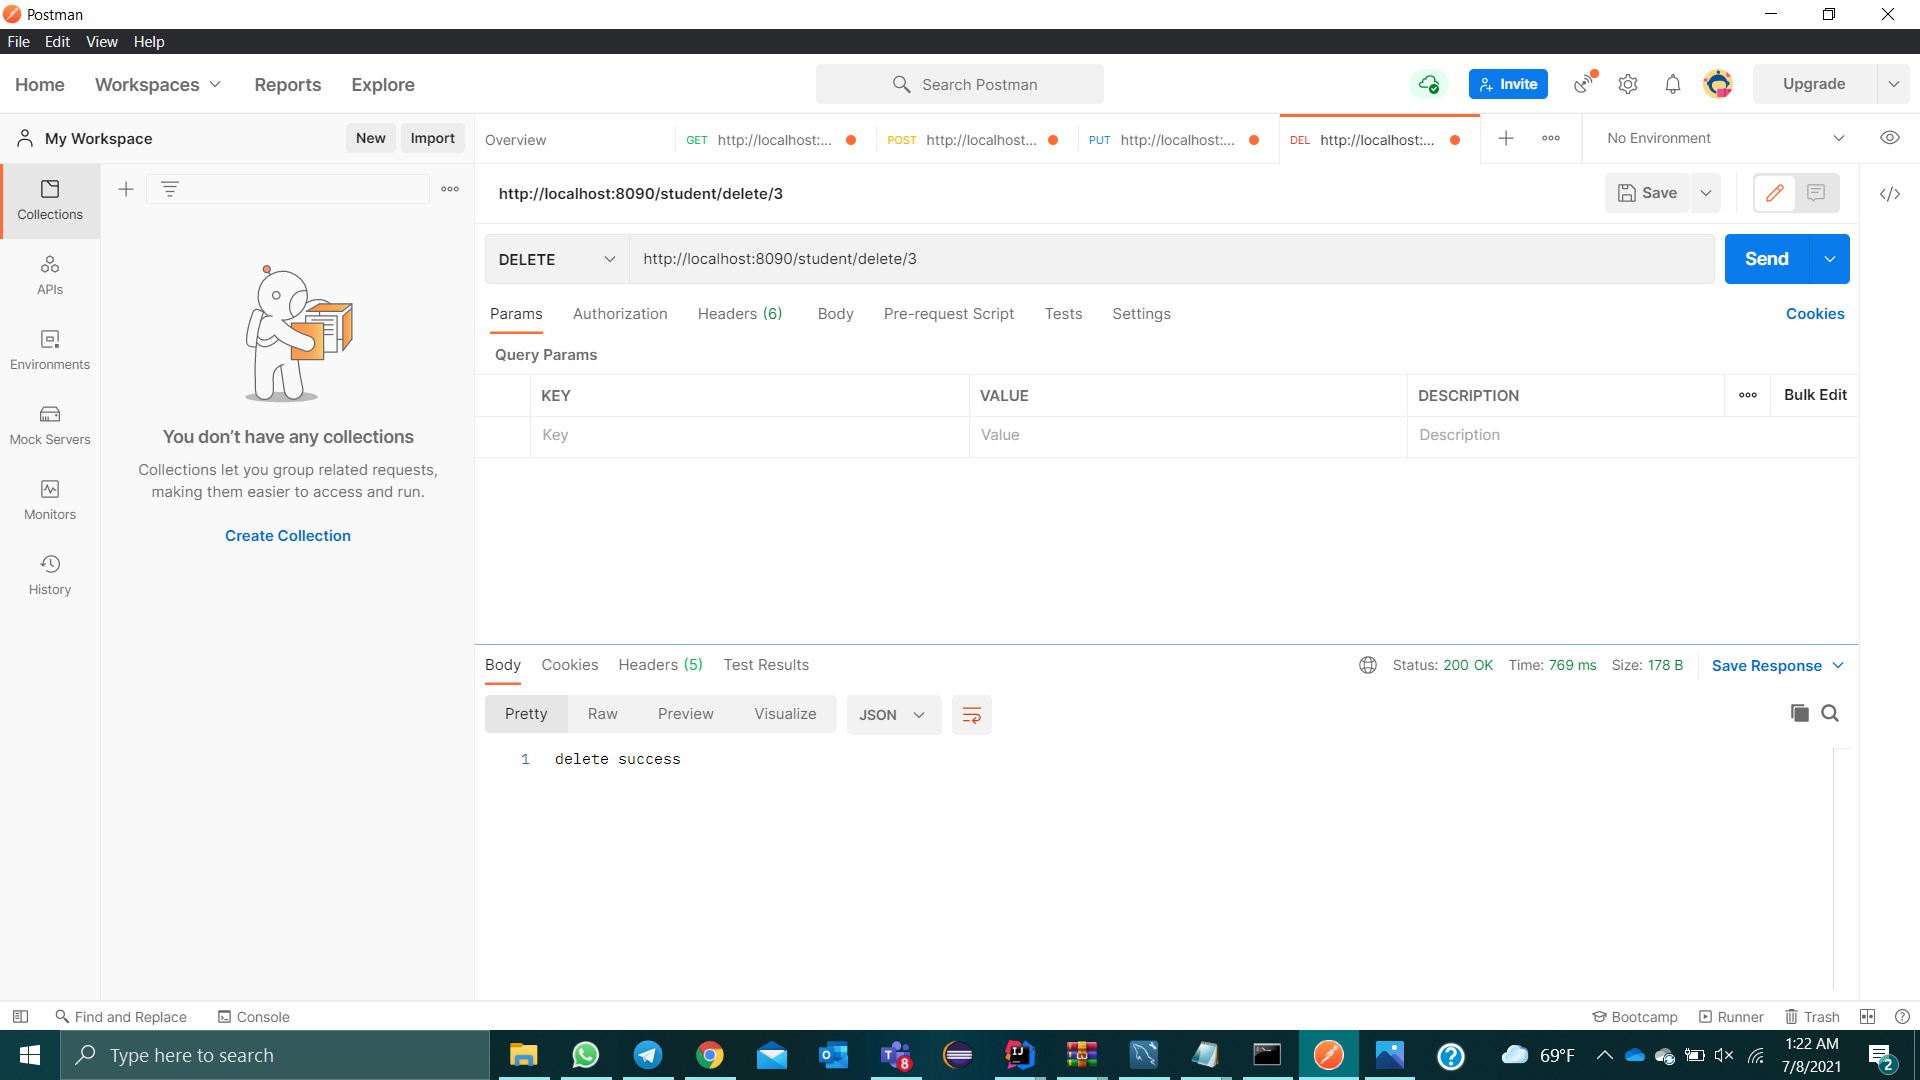 Postman
File Edit View Help
Home Workspaces Reports Explore Search Postman Invite Upgrade
My Workspace New Import Overview GET http://localhost:... POST http://localhost... PUT http://localhost:... DEL http://localhost:... No Environment
http://localhost:8090/student/delete/3 Save
Collections
DELETE http://localhost:8090/student/delete/3 Send
APIs
Params Authorization Headers (6) Body Pre-request Script Tests Settings Cookies
Environments
Query Params
KEY VALUE DESCRIPTION Bulk Edit
Key Value Description
Mock Servers
You don’t have any collections
Collections let you group related requests,
making them easier to access and run.
Monitors
Create Collection
History
Body Cookies Headers (5) Test Results Status: 200 OK Time: 769 ms Size: 178 B Save Response
Pretty Raw Preview Visualize JSON
1 delete success
Find and Replace Console Bootcamp Runner Trash
Type here to search 8 IJ 69°F 1:22 AM
7/8/2021 2